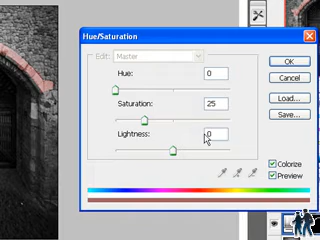 Hue/Saturation
Edit: Master
Hue: 0
OK
Cancel
Saturation: 25
Load...
Save...
Lightness: 0
Colorize
Preview